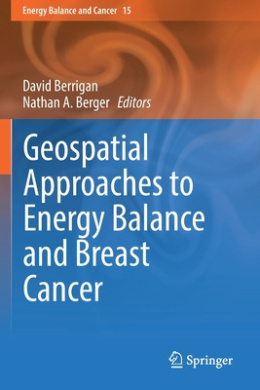 Energy Balance and Cancer 15
David Berrigan
Nathan A. Berger Editors
Geospatial
Approaches to
Energy Balance
and Breast
Cancer
Springer